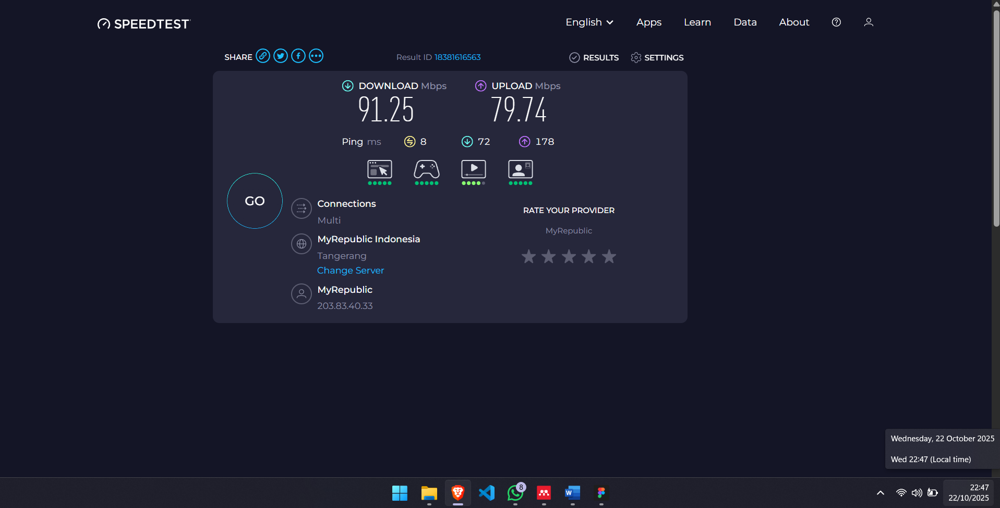 SPEEDTEST
English Apps Learn Data About
SHARE Result ID 18381616563 RESULTS SETTINGS
DOWNLOAD Mbps UPLOAD Mbps
91.25 79.74
Ping ms 8 72 178
GO
Connections
Multi
MyRepublic Indonesia
Tangerang
Change Server
MyRepublic
203.83.40.33
RATE YOUR PROVIDER
MyRepublic
Wednesday, 22 October 2025
Wed 22:47 (Local time)
8
22:47
22/10/2025